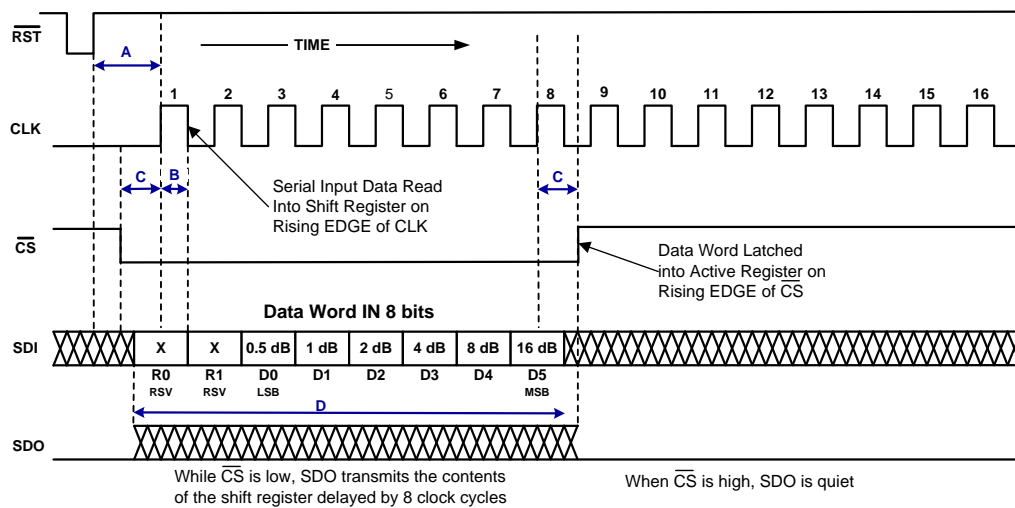 RST
TIME
A
1 2 3 4 5 6 7 8 9 10 11 12 13 14 15 16
CLK
C B C
Serial Input Data Read
Into Shift Register on
Rising EDGE of CLK
CS
Data Word Latched
into Active Register on
Rising EDGE of CS
Data Word IN 8 bits
SDI X X 0.5 dB 1 dB 2 dB 4 dB 8 dB 16 dB
R0 R1 D0 D1 D2 D3 D4 D5
RSV RSV LSB MSB
D
SDO
While CS is low, SDO transmits the contents
of the shift register delayed by 8 clock cycles
When CS is high, SDO is quiet